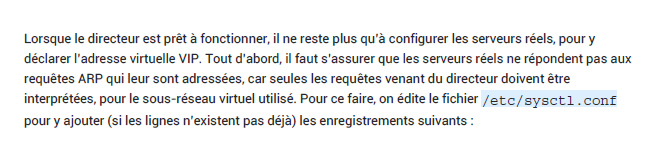 Lorsque le directeur est prêt à fonctionner, il ne reste plus qu'à configurer les serveurs réels, pour y
déclarer l'adresse virtuelle VIP. Tout d'abord, il faut s'assurer que les serveurs réels ne répondent pas aux
requêtes ARP qui leur sont adressées, car seules les requêtes venant du directeur doivent être
interprétées, pour le sous-réseau virtuel utilisé. Pour ce faire, on édite le fichier /etc/sysctl.conf
pour y ajouter (si les lignes n'existent pas déjà) les enregistrements suivants :